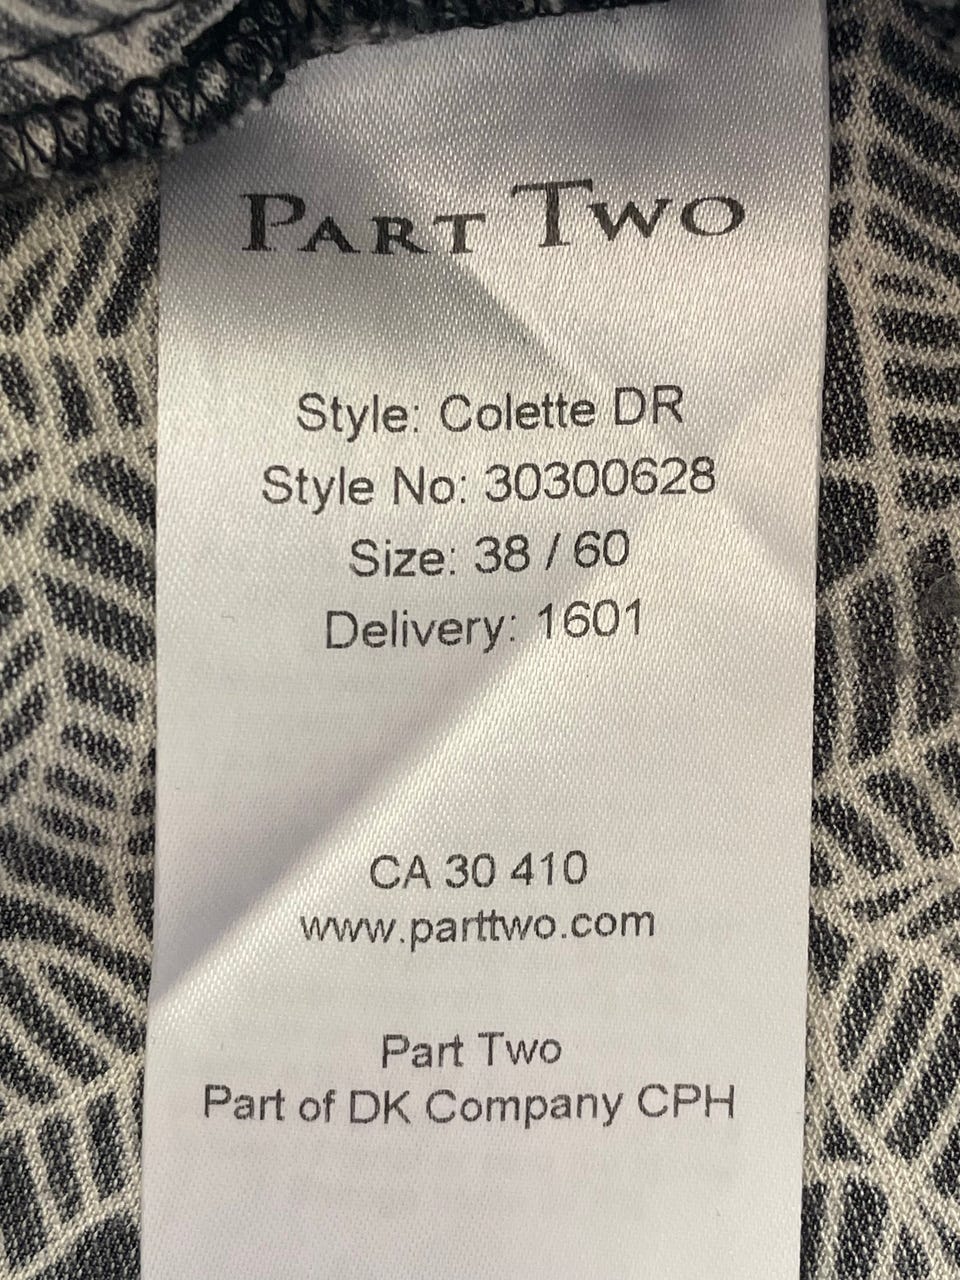 PART TWO
Style: Colette DR
Style No: 30300628
Size: 38 / 60
Delivery: 1601
CA 30 410
www.parttwo.com
Part Two
Part of DK Company CPH